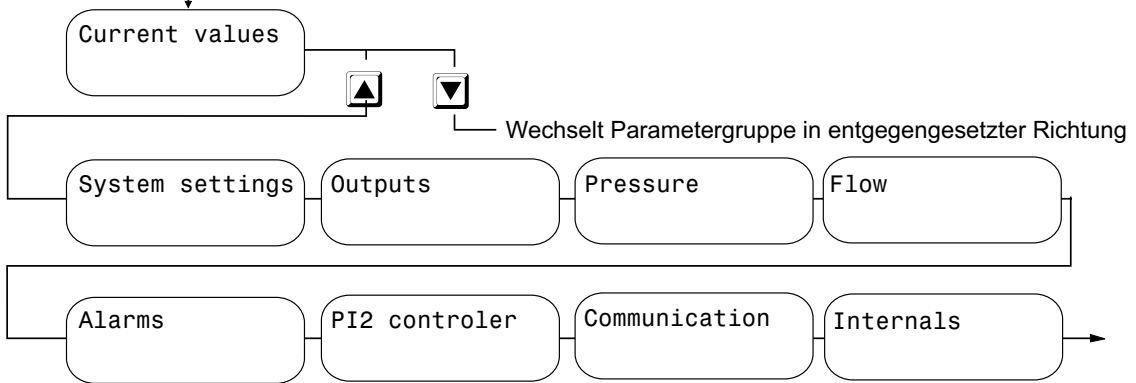 Current values
Wechselt Parametergruppe in entgegengesetzter Richtung
System settings
Outputs
Pressure
Flow
Alarms
PI2 controler
Communication
Internals